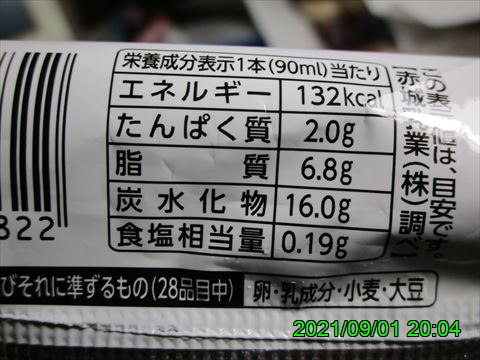 栄養成分表示1本(90ml)当たり
エネルギー 132kcal
たんぱく質 2.0g
脂質 6.8g
炭水化物 16.0g
食塩相当量 0.19g
この表示値は、目安です。
[赤城乳業(株)調べ]
822
びそれに準ずるもの(28品目中) 卵・乳成分・小麦・大豆
2021/09/01 20:04